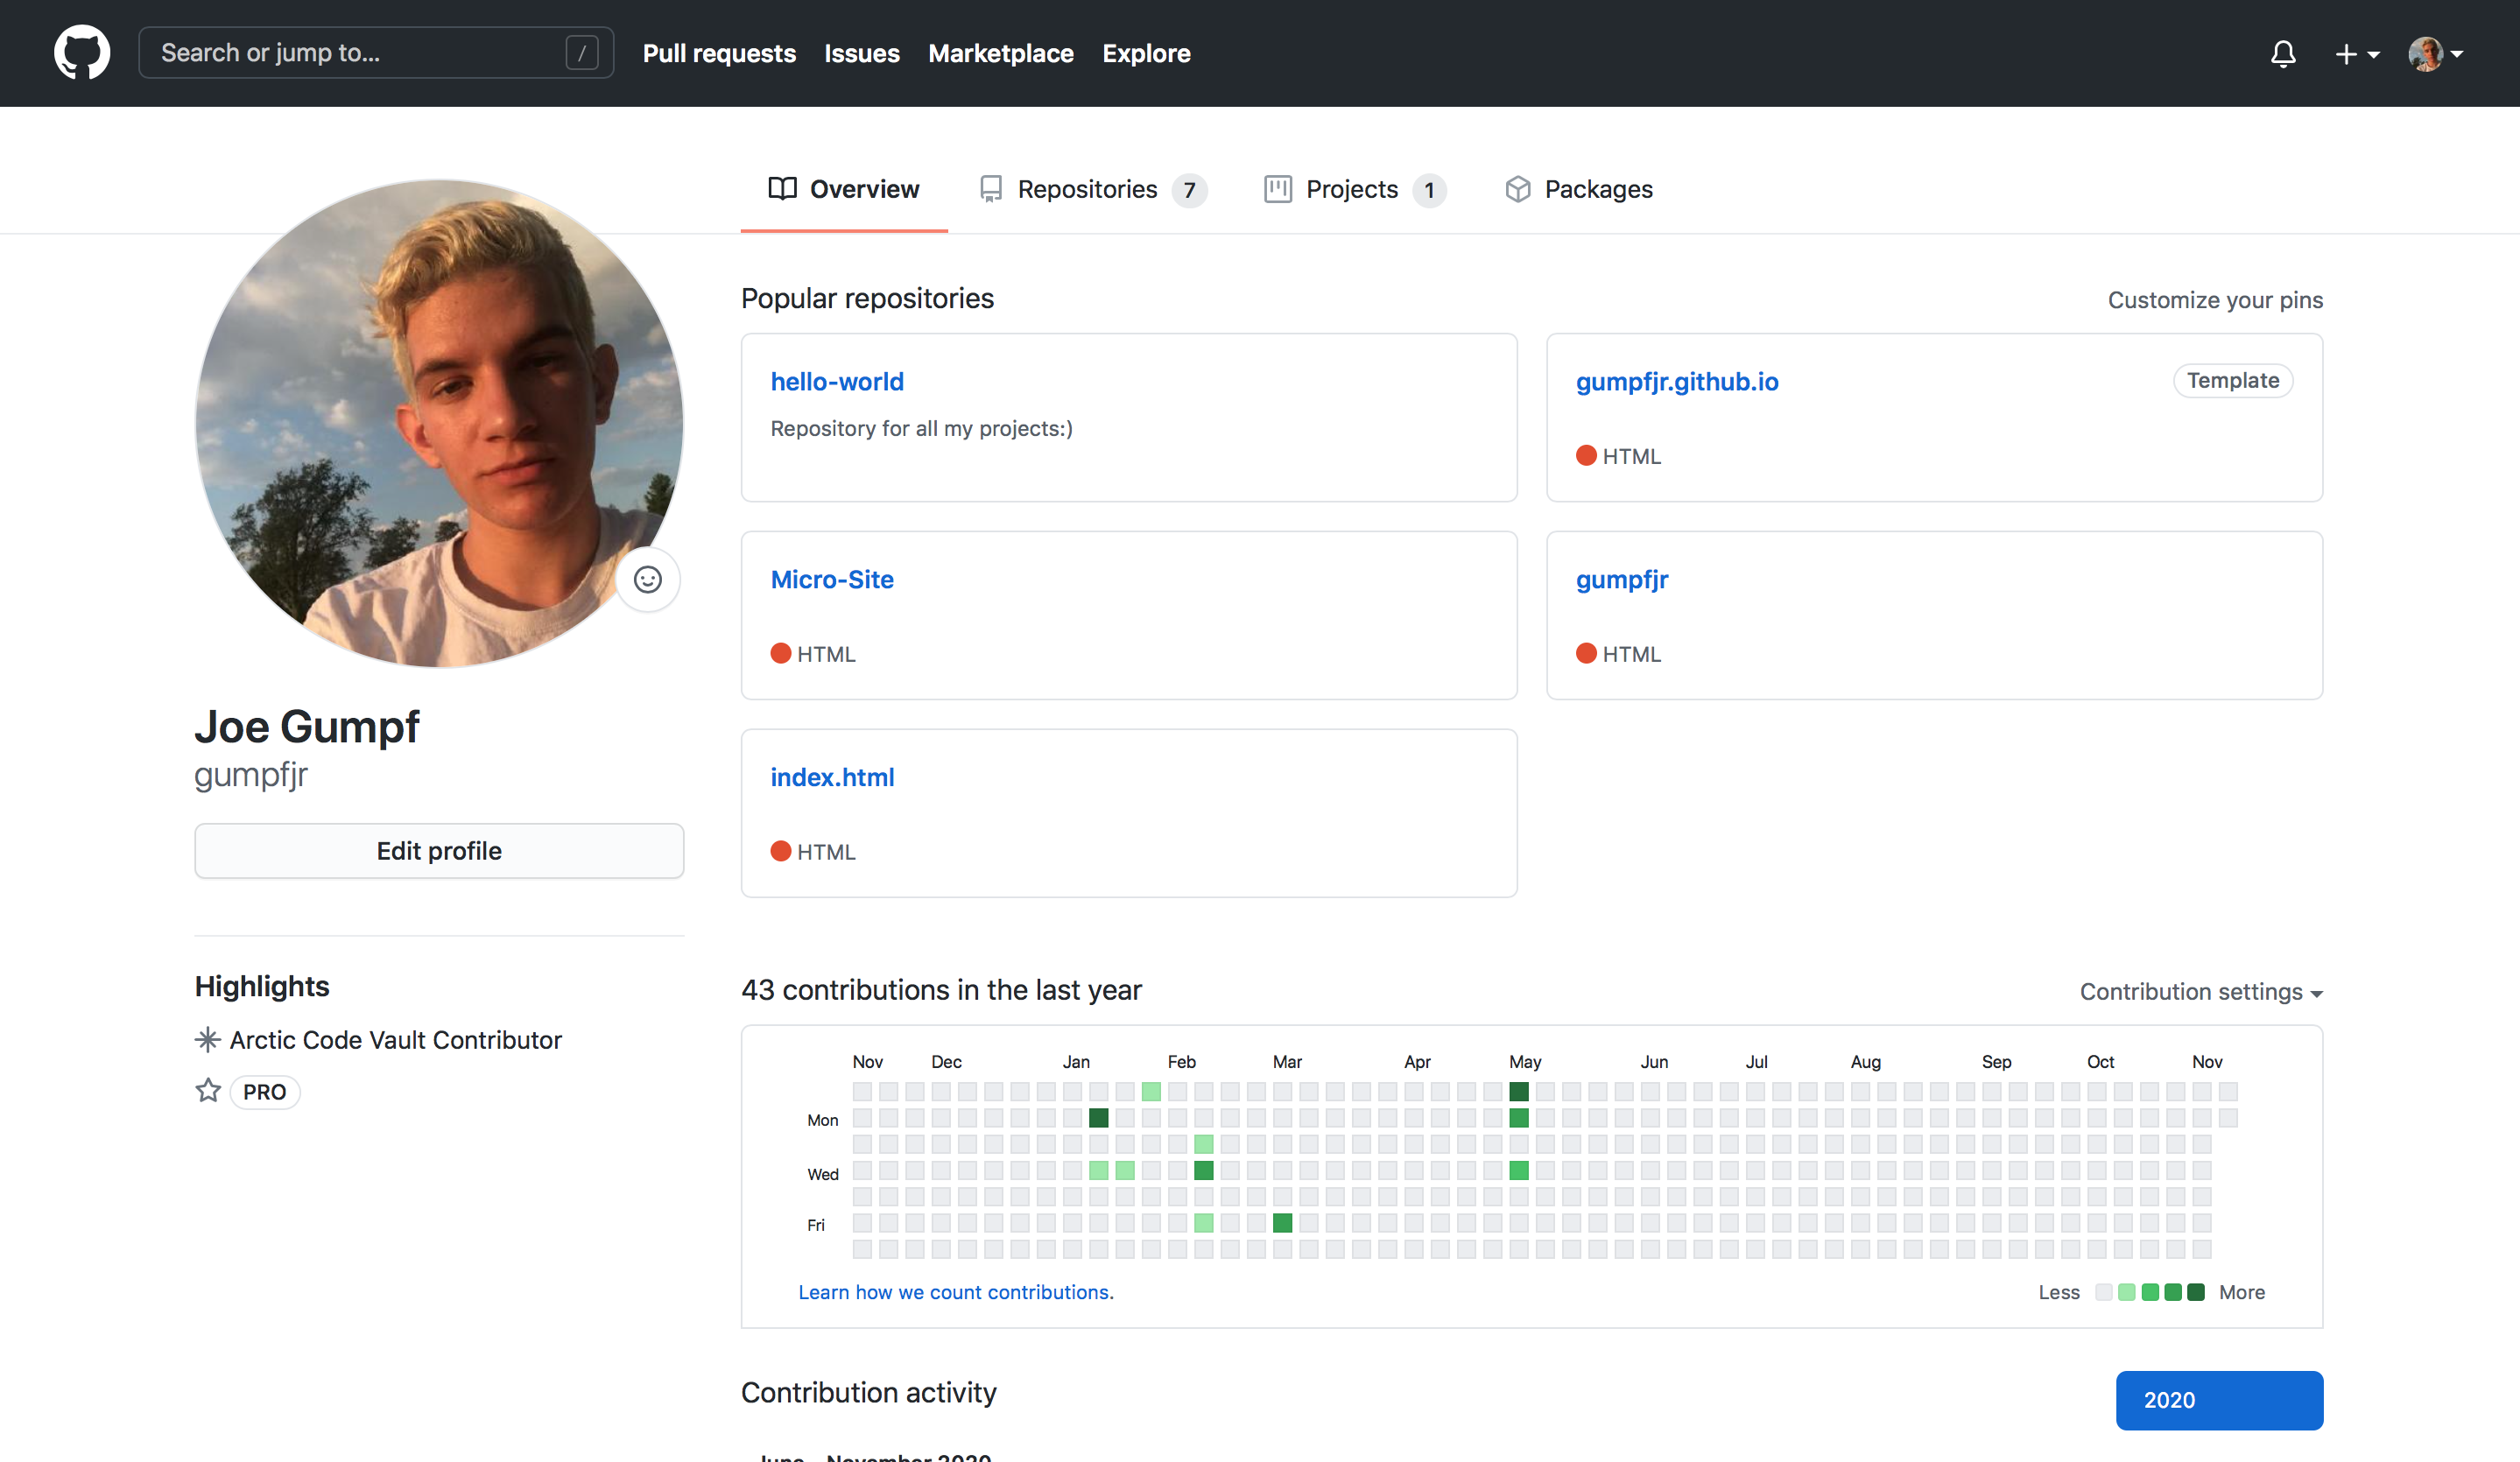 Search or jump to... /
Pull requests Issues Marketplace Explore
Overview Repositories 7 Projects 1 Packages
Joe Gumpf
gumpfjr
Edit profile
Highlights
Arctic Code Vault Contributor
PRO
Popular repositories
Customize your pins
hello-world
Repository for all my projects:)
gumpfjr.github.io
Template
HTML
Micro-Site
HTML
gumpfjr
HTML
index.html
HTML
43 contributions in the last year
Contribution settings
Nov Dec Jan Feb Mar Apr May Jun Jul Aug Sep Oct Nov
Mon
Wed
Fri
Learn how we count contributions.
Less More
Contribution activity
2020
June - November 2020